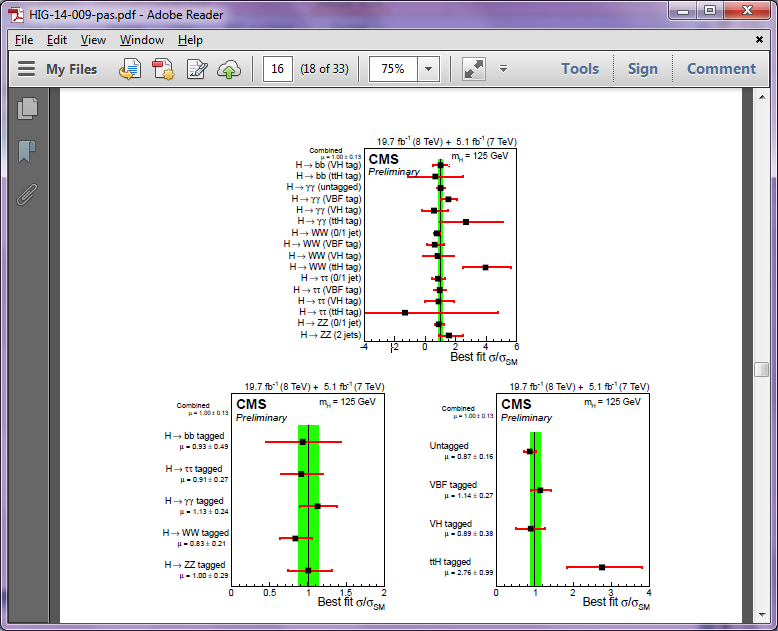 HIG-14-009-pas.pdf - Adobe Reader
File Edit View Window Help
My Files 16 (18 of 33) 75% Tools Sign Comment
19.7 fb⁻¹ (8 TeV) + 5.1 fb⁻¹ (7 TeV)
Combined
μ = 1.00 ± 0.13
CMS
Preliminary
m_H = 125 GeV
H → bb (VH tag)
H → bb (ttH tag)
H → γγ (untagged)
H → γγ (VBF tag)
H → γγ (VH tag)
H → γγ (ttH tag)
H → WW (0/1 jet)
H → WW (VBF tag)
H → WW (VH tag)
H → WW (ttH tag)
H → ττ (0/1 jet)
H → ττ (VBF tag)
H → ττ (VH tag)
H → ττ (ttH tag)
H → ZZ (0/1 jet)
H → ZZ (2 jets)
-4 -2 0 2 4 6
Best fit σ/σ_SM
19.7 fb⁻¹ (8 TeV) + 5.1 fb⁻¹ (7 TeV)
Combined
μ = 1.00 ± 0.13
CMS
Preliminary
m_H = 125 GeV
H → bb tagged
μ = 0.93 ± 0.49
H → ττ tagged
μ = 0.91 ± 0.27
H → γγ tagged
μ = 1.13 ± 0.24
H → WW tagged
μ = 0.83 ± 0.21
H → ZZ tagged
μ = 1.00 ± 0.29
0 0.5 1 1.5 2
Best fit σ/σ_SM
19.7 fb⁻¹ (8 TeV) + 5.1 fb⁻¹ (7 TeV)
Combined
μ = 1.00 ± 0.13
CMS
Preliminary
m_H = 125 GeV
Untagged
μ = 0.87 ± 0.16
VBF tagged
μ = 1.14 ± 0.27
VH tagged
μ = 0.89 ± 0.38
ttH tagged
μ = 2.76 ± 0.99
0 1 2 3 4
Best fit σ/σ_SM